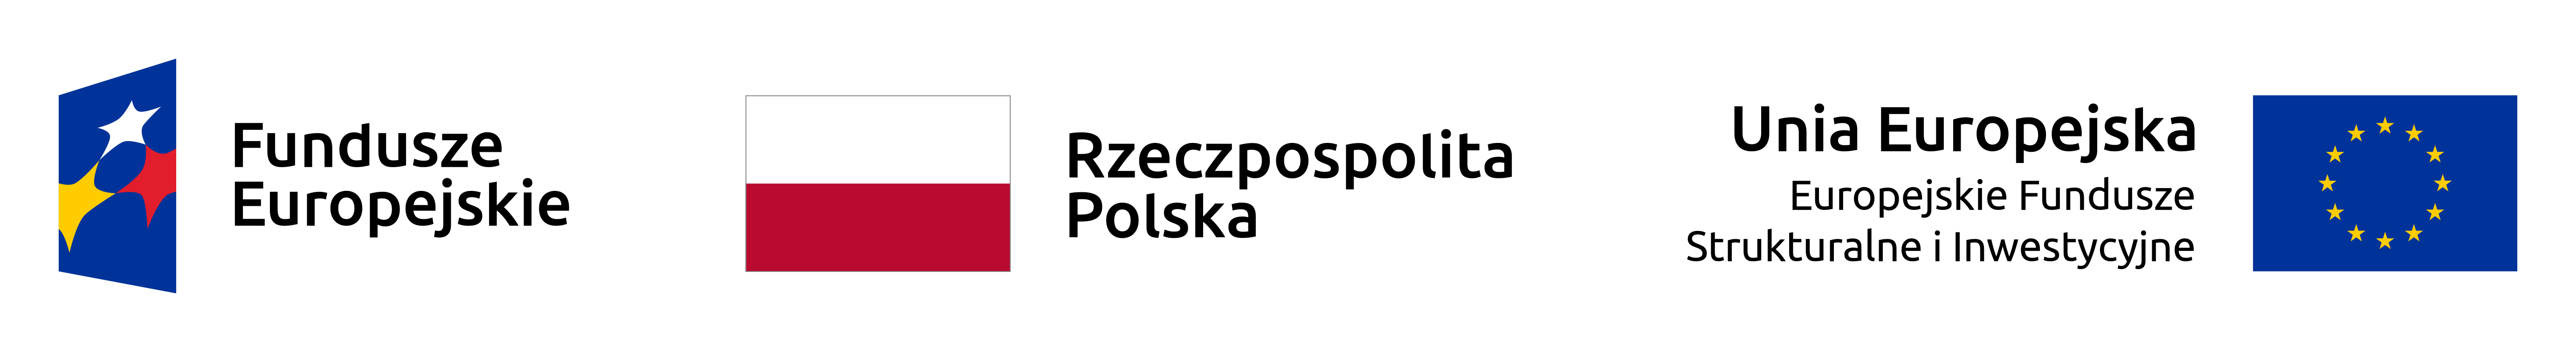 Fundusze
Europejskie
Rzeczpospolita
Polska
Unia Europejska
Europejskie Fundusze
Strukturalne i Inwestycyjne